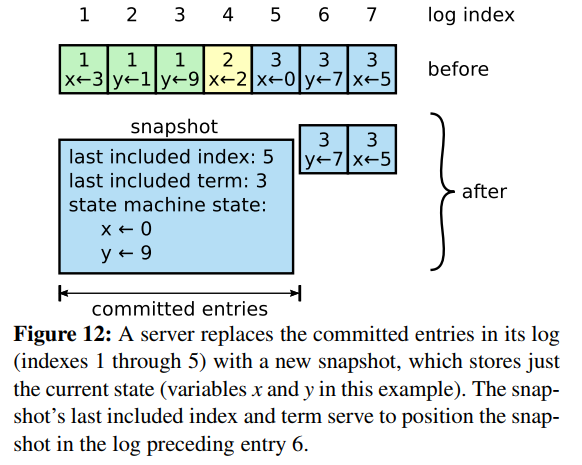 1 2 3 4 5 6 7 log index
1 1 1 2 3 3 3
x←3 y←1 y←9 x←2 x←0 y←7 x←5
before
snapshot
last included index: 5
last included term: 3
state machine state:
x ← 0
y ← 9
3 3
y←7 x←5
after
committed entries
Figure 12: A server replaces the committed entries in its log
(indexes 1 through 5) with a new snapshot, which stores just
the current state (variables x and y in this example). The snap-
shot’s last included index and term serve to position the snap-
shot in the log preceding entry 6.